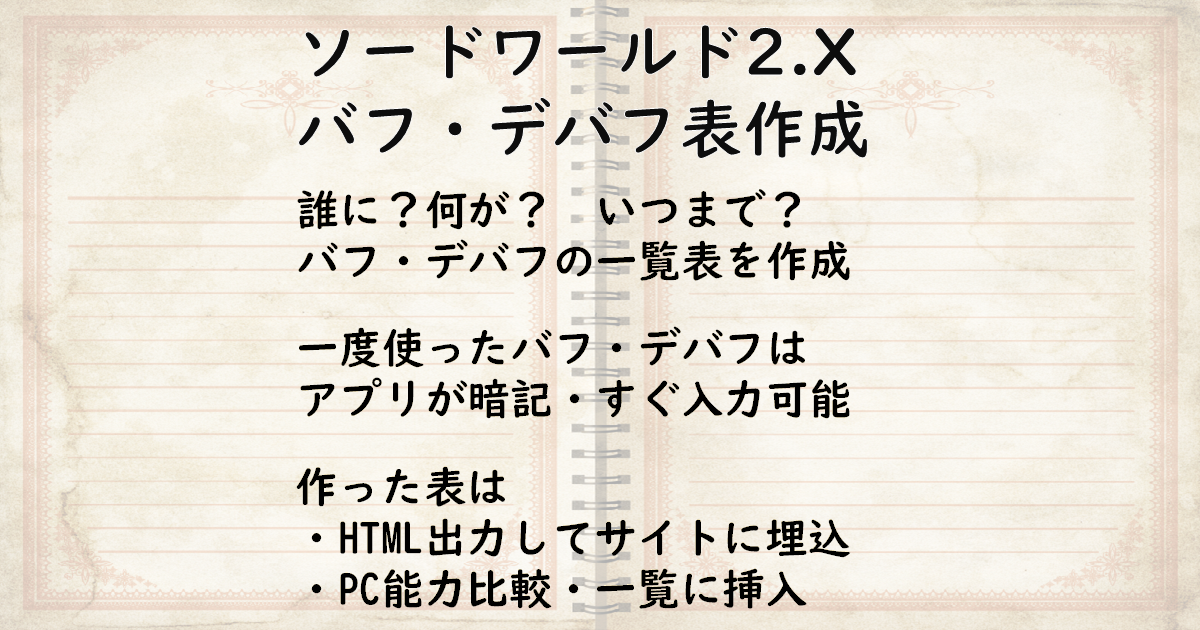 ソードワールド2.X
バフ・デバフ表作成
誰に？何が？　いつまで？
バフ・デバフの一覧表を作成
一度使ったバフ・デバフは
アプリが暗記・すぐ入力可能
作った表は
・HTML出力してサイトに埋込
・PC能力比較・一覧に挿入